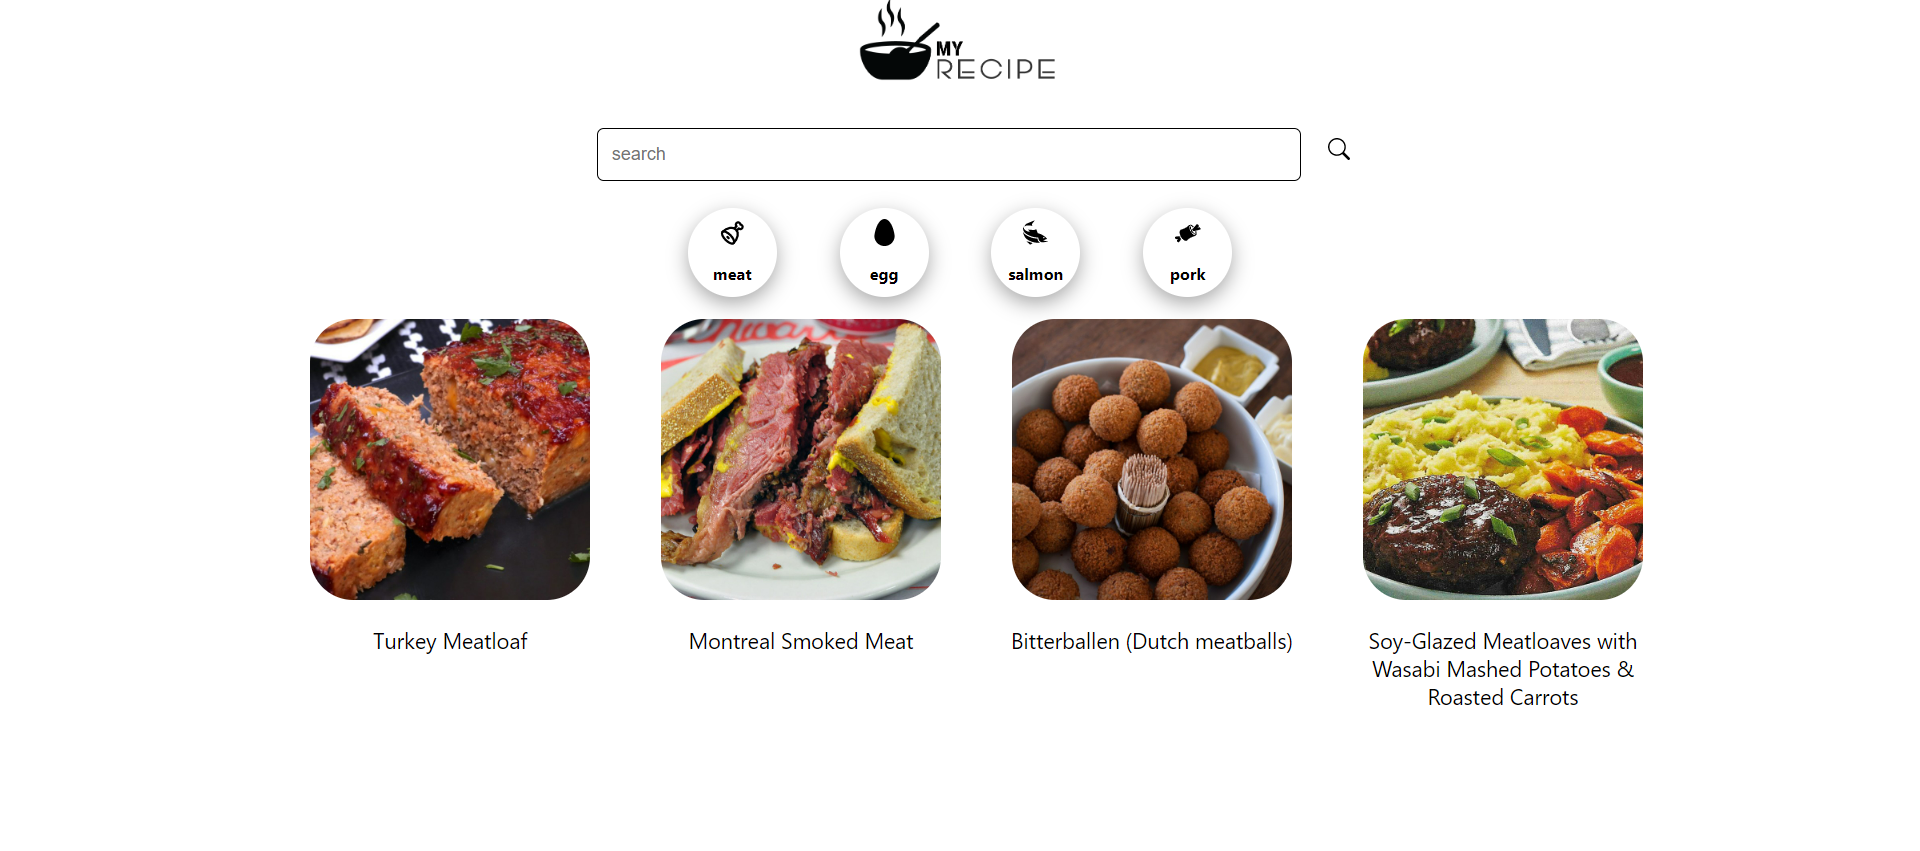 MY
RECIPE
search
meat
egg
salmon
pork
Turkey Meatloaf
Montreal Smoked Meat
Bitterballen (Dutch meatballs)
Soy-Glazed Meatloaves with
Wasabi Mashed Potatoes &
Roasted Carrots